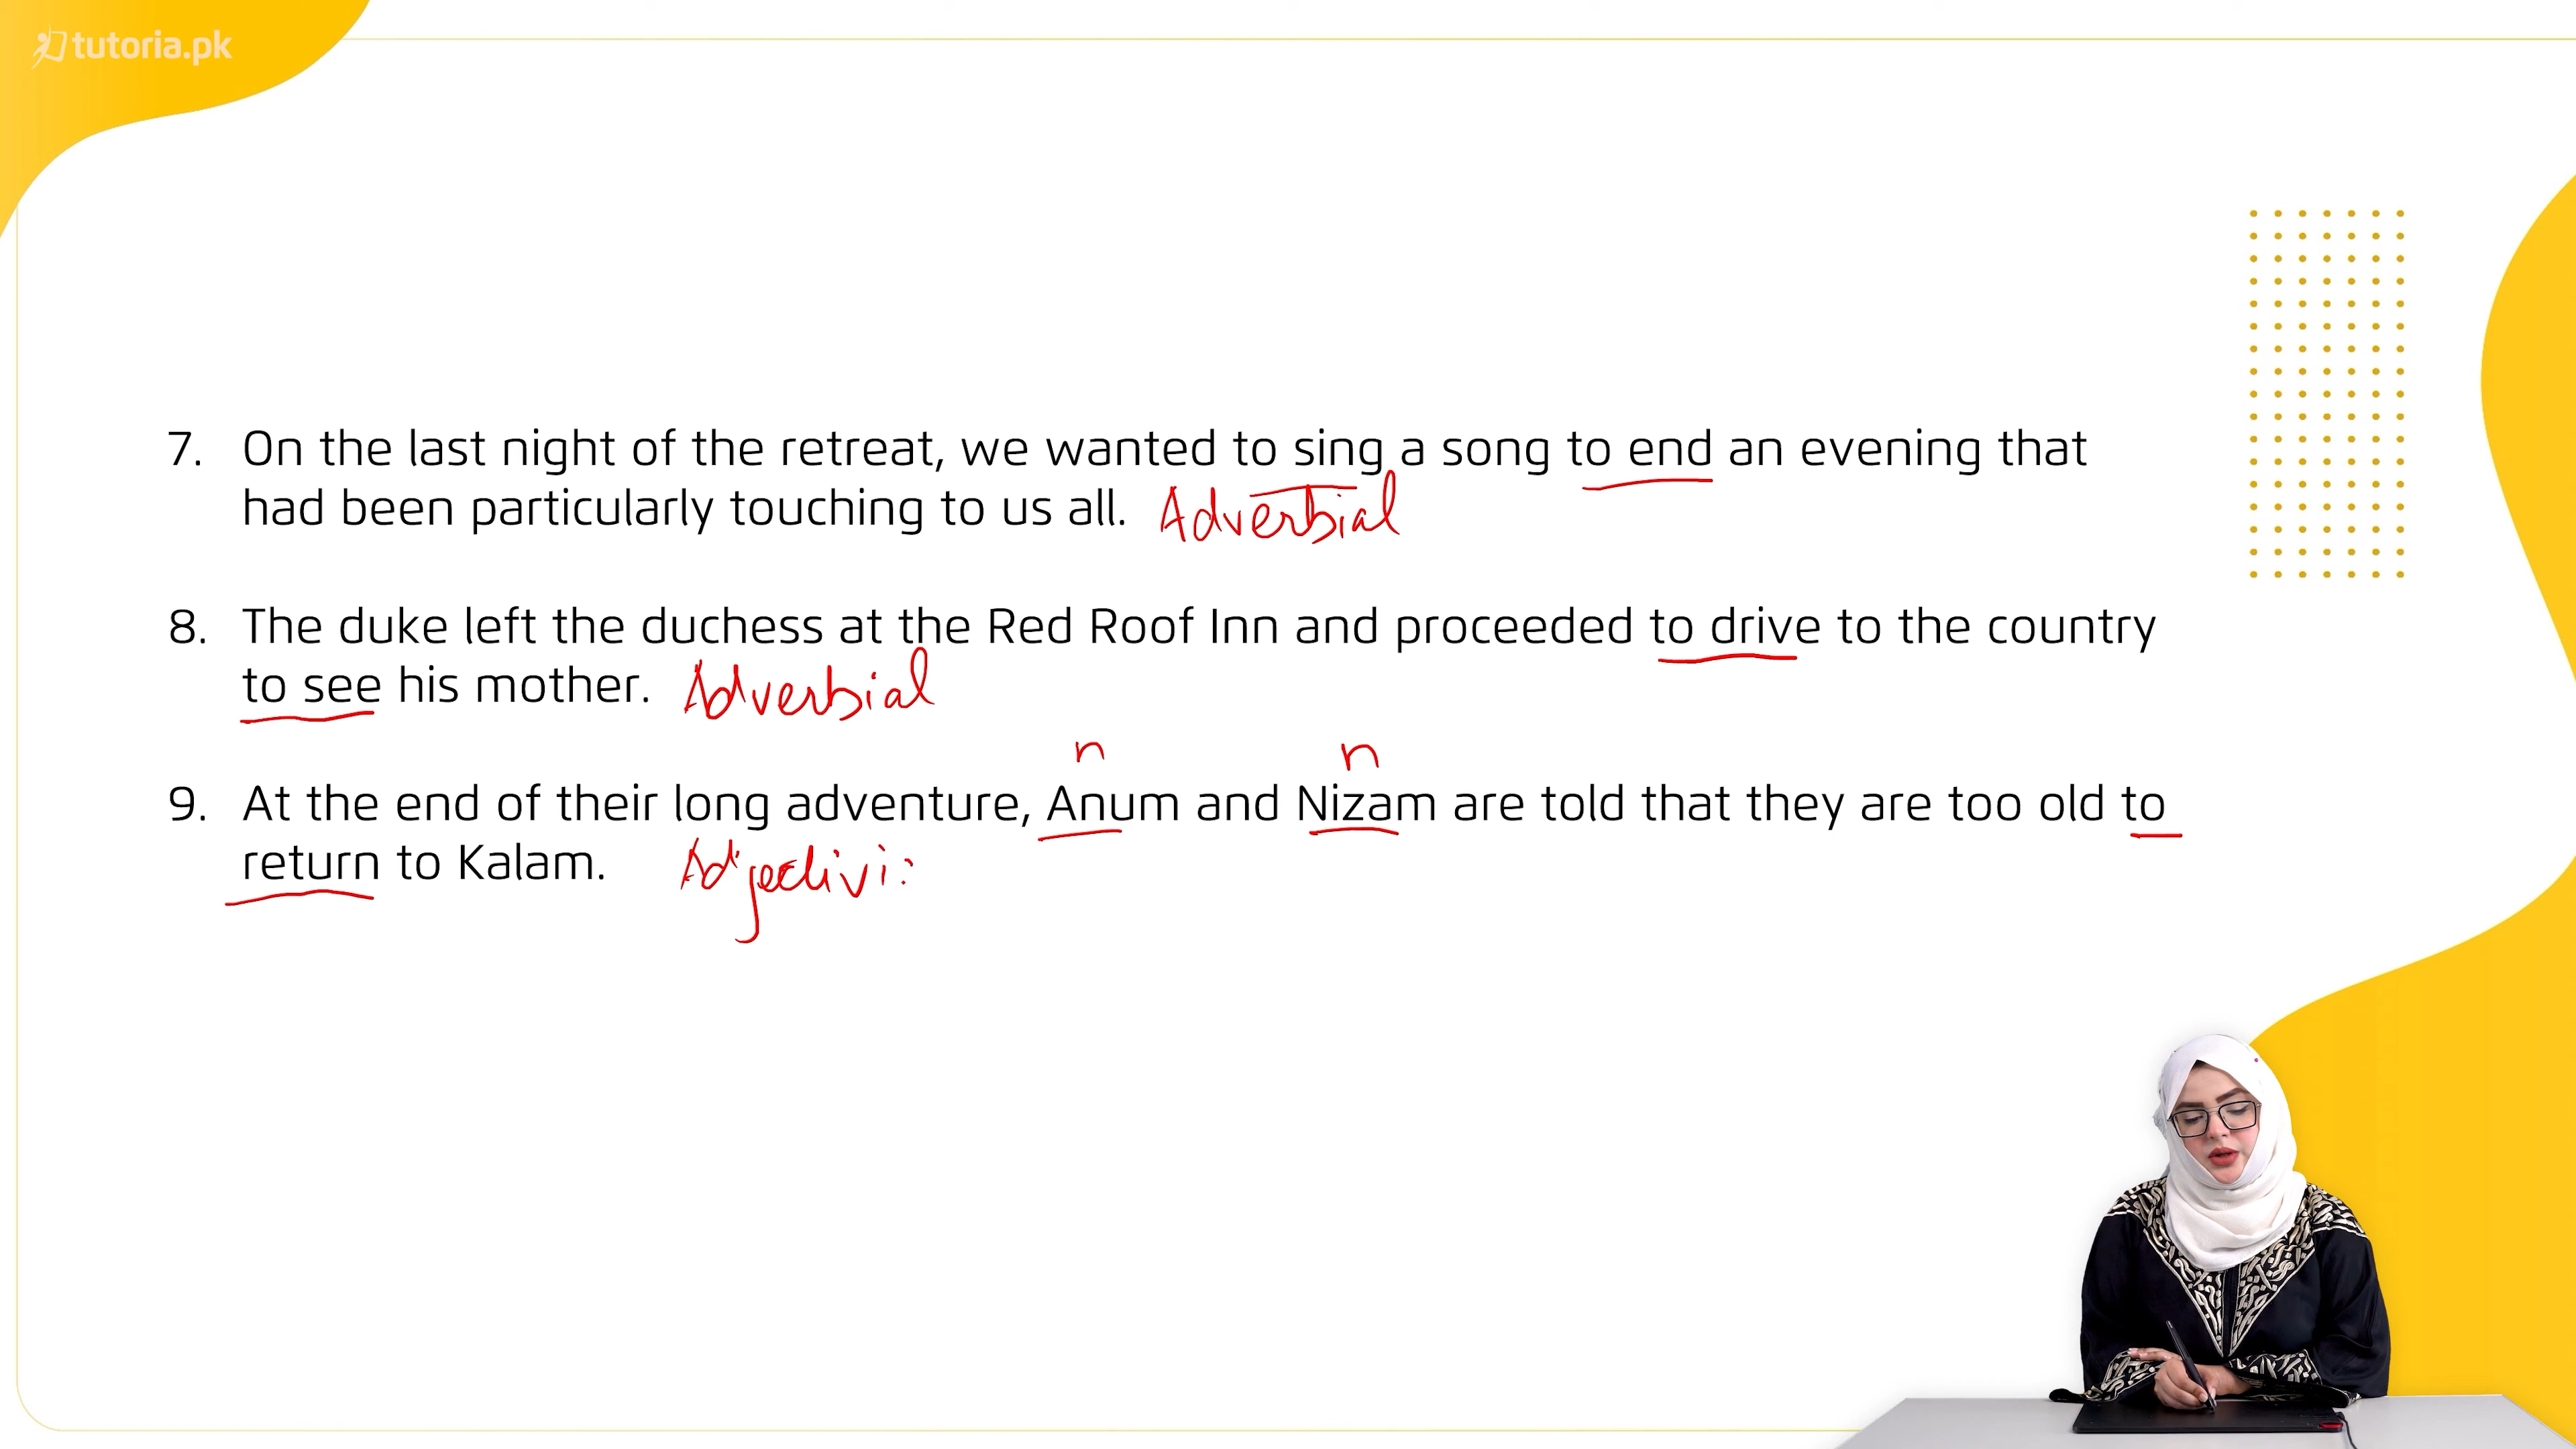 tutoria.pk
7. On the last night of the retreat, we wanted to sing a song to end an evening that
had been particularly touching to us all. Adverbial
8. The duke left the duchess at the Red Roof Inn and proceeded to drive to the country
to see his mother. Adverbial
n n
9. At the end of their long adventure, Anum and Nizam are told that they are too old to
return to Kalam. Adjectivi